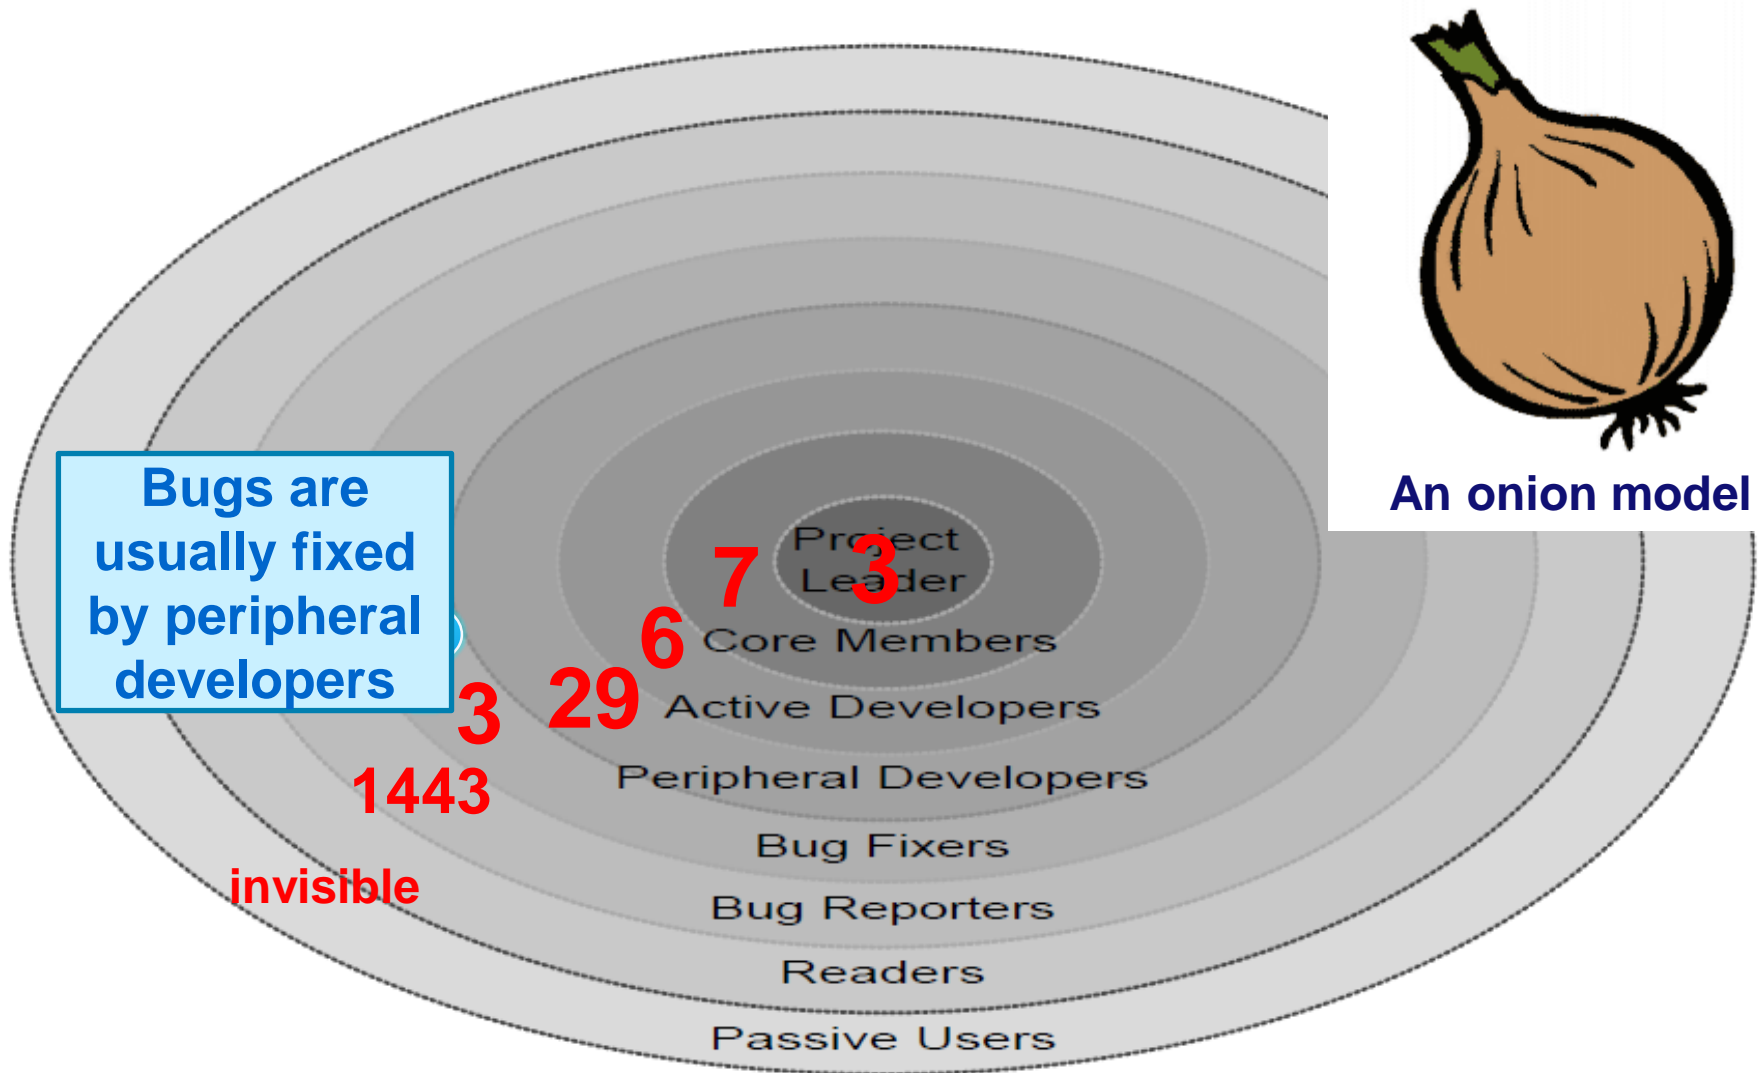 An onion model
Bugs are
usually fixed
by peripheral
developers
Project
Leader
3
7
Core Members
6
Active Developers
29
Peripheral Developers
3
Bug Fixers
1443
Bug Reporters
invisible
Readers
Passive Users